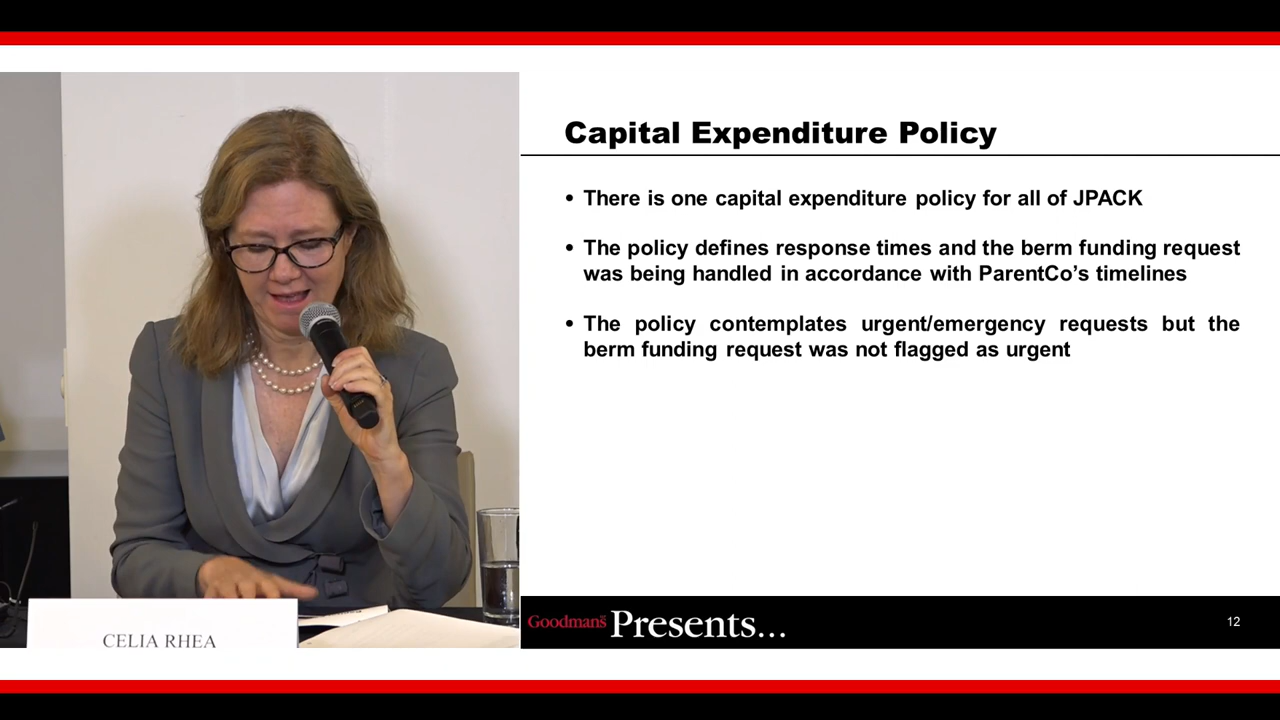 Capital Expenditure Policy
• There is one capital expenditure policy for all of JPACK
• The policy defines response times and the berm funding request
was being handled in accordance with ParentCo's timelines
• The policy contemplates urgent/emergency requests but the
berm funding request was not flagged as urgent
CELIA RHEA
Goodmans Presents...
12